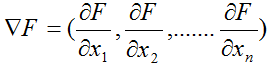 ∇F = (∂F/∂x₁, ∂F/∂x₂, ....... ∂F/∂xₙ)